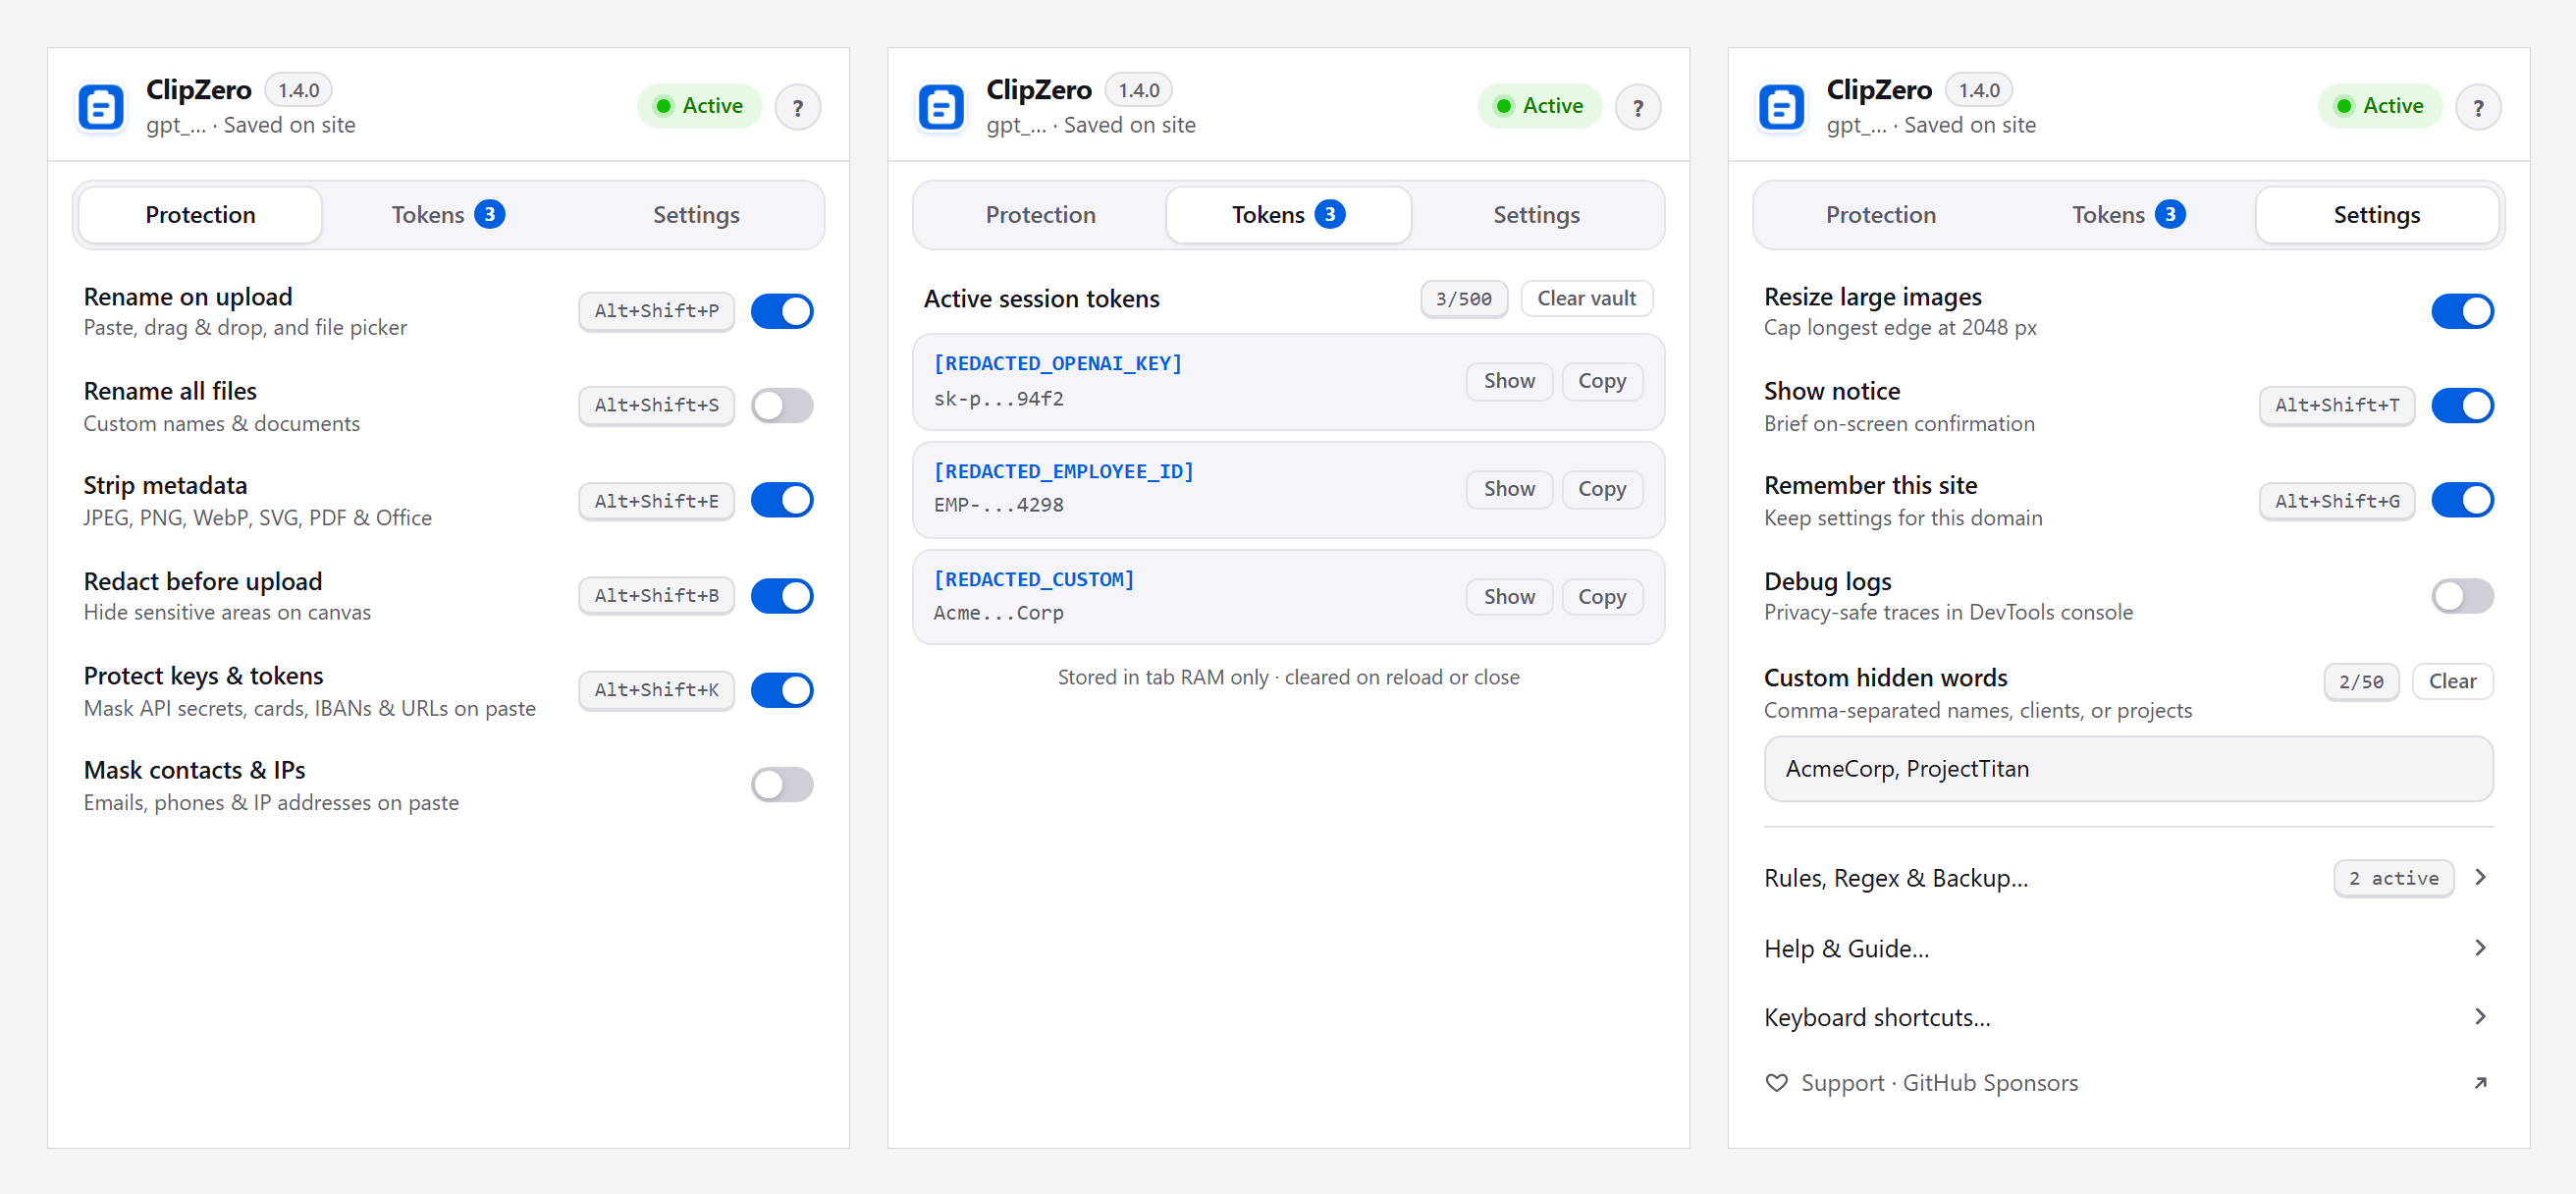 ClipZero 1.4.0
gpt_... · Saved on site
Active
?
Protection
Tokens 3
Settings
Rename on upload
Paste, drag & drop, and file picker
Alt+Shift+P
Rename all files
Custom names & documents
Alt+Shift+S
Strip metadata
JPEG, PNG, WebP, SVG, PDF & Office
Alt+Shift+E
Redact before upload
Hide sensitive areas on canvas
Alt+Shift+B
Protect keys & tokens
Mask API secrets, cards, IBANs & URLs on paste
Alt+Shift+K
Mask contacts & IPs
Emails, phones & IP addresses on paste
ClipZero 1.4.0
gpt_... · Saved on site
Active
?
Protection
Tokens 3
Settings
Active session tokens
3/500
Clear vault
[REDACTED_OPENAI_KEY]
sk-p...94f2
Show
Copy
[REDACTED_EMPLOYEE_ID]
EMP-...4298
Show
Copy
[REDACTED_CUSTOM]
Acme...Corp
Show
Copy
Stored in tab RAM only · cleared on reload or close
ClipZero 1.4.0
gpt_... · Saved on site
Active
?
Protection
Tokens 3
Settings
Resize large images
Cap longest edge at 2048 px
Show notice
Brief on-screen confirmation
Alt+Shift+T
Remember this site
Keep settings for this domain
Alt+Shift+G
Debug logs
Privacy-safe traces in DevTools console
Custom hidden words
Comma-separated names, clients, or projects
2/50
Clear
AcmeCorp, ProjectTitan
Rules, Regex & Backup...
2 active
Help & Guide...
Keyboard shortcuts...
Support · GitHub Sponsors